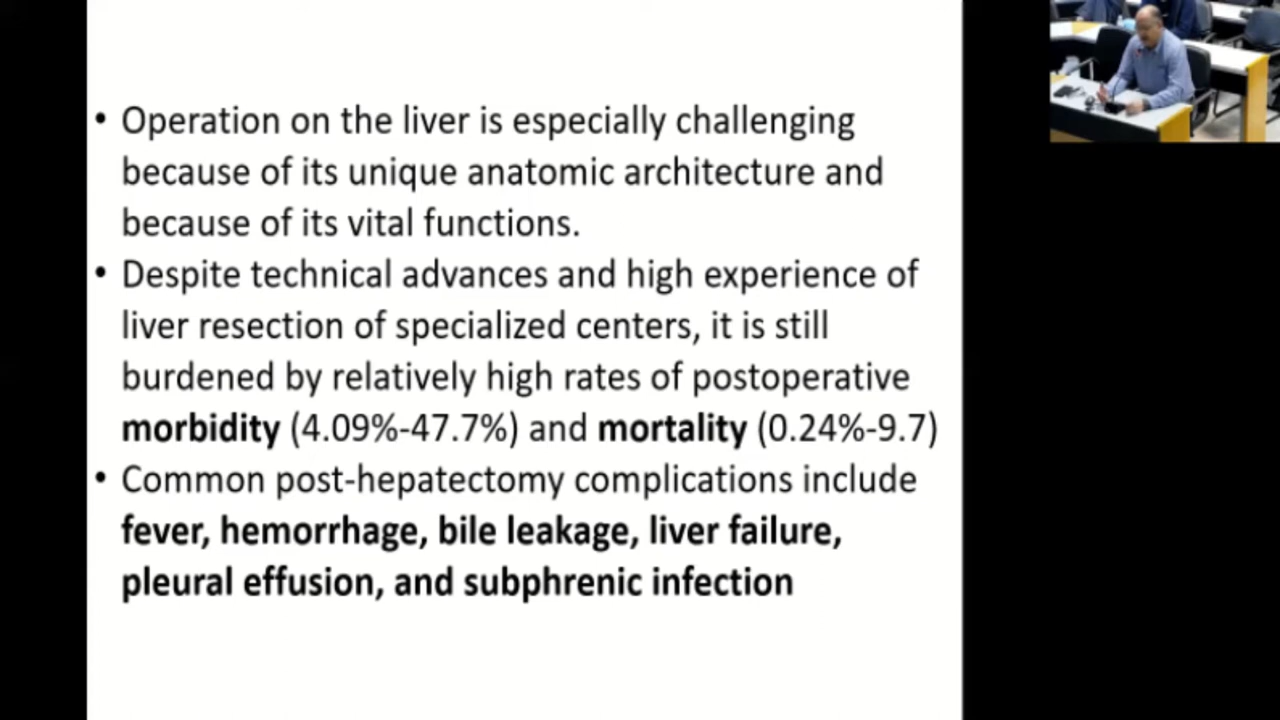 • Operation on the liver is especially challenging
because of its unique anatomic architecture and
because of its vital functions.
• Despite technical advances and high experience of
liver resection of specialized centers, it is still
burdened by relatively high rates of postoperative
morbidity (4.09%-47.7%) and mortality (0.24%-9.7)
• Common post-hepatectomy complications include
fever, hemorrhage, bile leakage, liver failure,
pleural effusion, and subphrenic infection